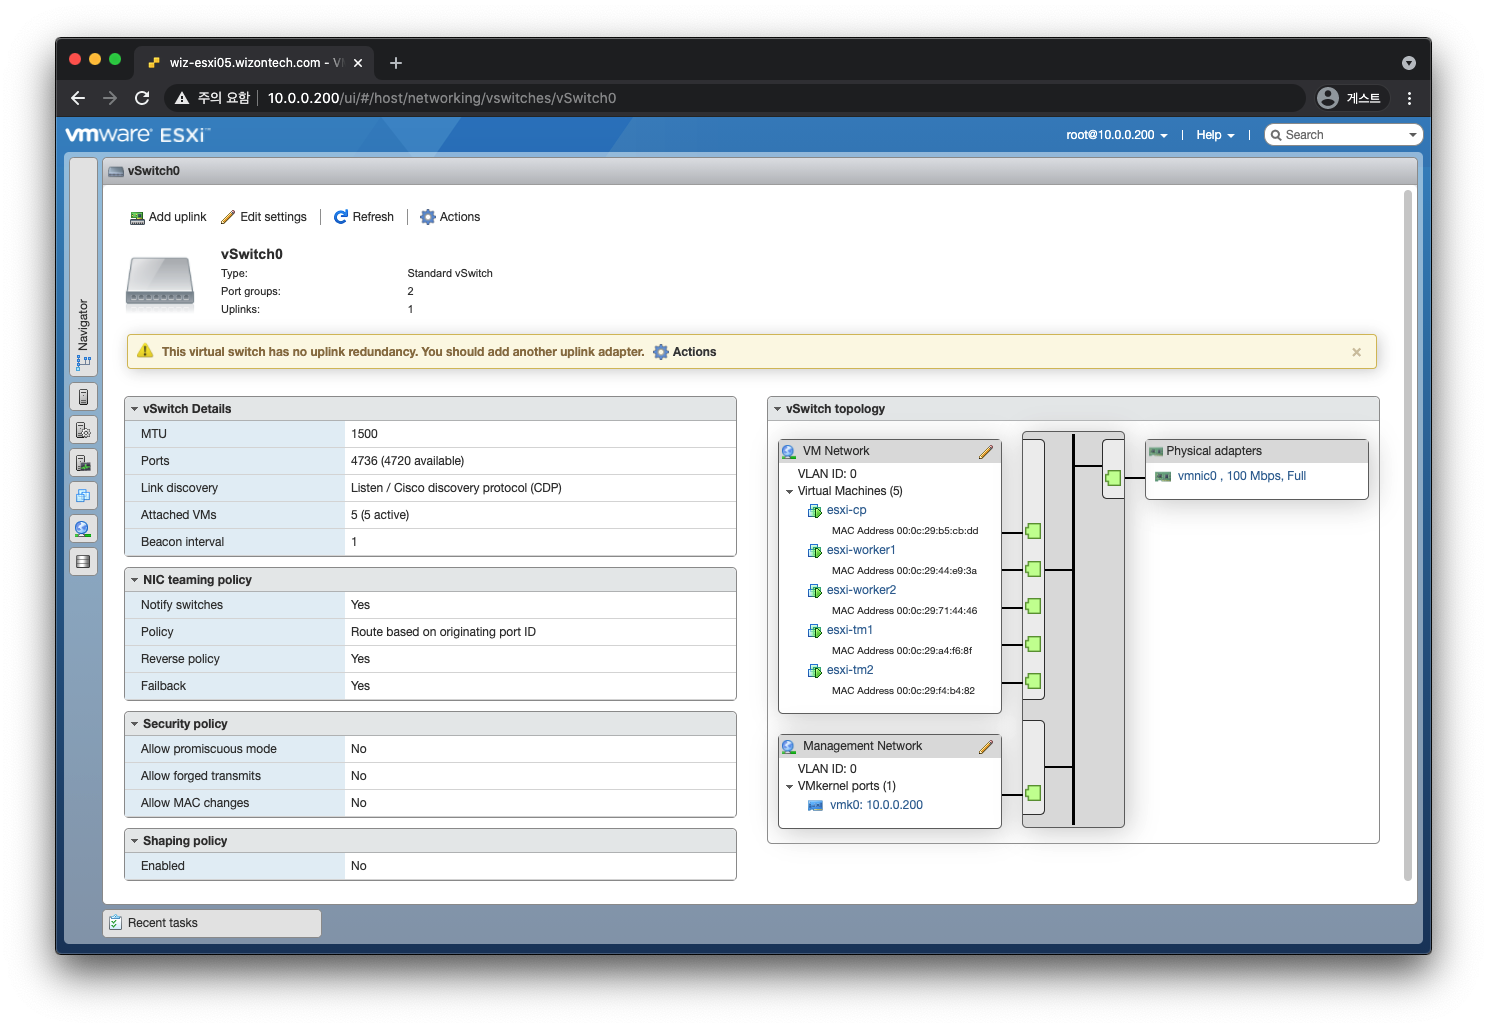 wiz-esxi05.wizontech.com - V
주의 요함 10.0.0.200/ui/#/host/networking/vswitches/vSwitch0
게스트
vmware ESXi™
root@10.0.0.200 | Help | Search
Navigator
vSwitch0
Add uplink Edit settings Refresh Actions
vSwitch0
Type: Standard vSwitch
Port groups: 2
Uplinks: 1
This virtual switch has no uplink redundancy. You should add another uplink adapter. Actions
vSwitch Details
MTU 1500
Ports 4736 (4720 available)
Link discovery Listen / Cisco discovery protocol (CDP)
Attached VMs 5 (5 active)
Beacon interval 1
NIC teaming policy
Notify switches Yes
Policy Route based on originating port ID
Reverse policy Yes
Failback Yes
Security policy
Allow promiscuous mode No
Allow forged transmits No
Allow MAC changes No
Shaping policy
Enabled No
vSwitch topology
VM Network
VLAN ID: 0
Virtual Machines (5)
esxi-cp
MAC Address 00:0c:29:b5:cb:dd
esxi-worker1
MAC Address 00:0c:29:44:e9:3a
esxi-worker2
MAC Address 00:0c:29:71:44:46
esxi-tm1
MAC Address 00:0c:29:a4:f6:8f
esxi-tm2
MAC Address 00:0c:29:f4:b4:82
Management Network
VLAN ID: 0
VMkernel ports (1)
vmk0: 10.0.0.200
Physical adapters
vmnic0 , 100 Mbps, Full
Recent tasks